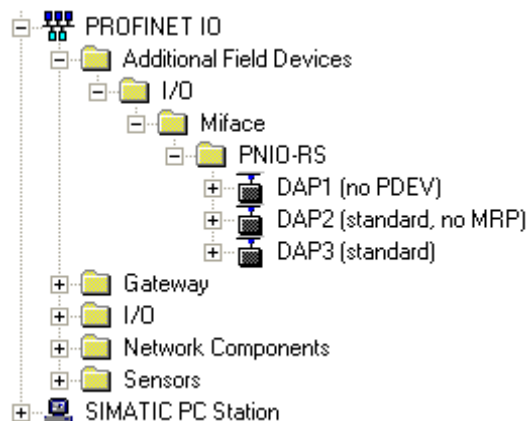 PROFINET IO
Additional Field Devices
I/O
Miface
PNIO-RS
DAP1 (no PDEV)
DAP2 (standard, no MRP)
DAP3 (standard)
Gateway
I/O
Network Components
Sensors
SIMATIC PC Station